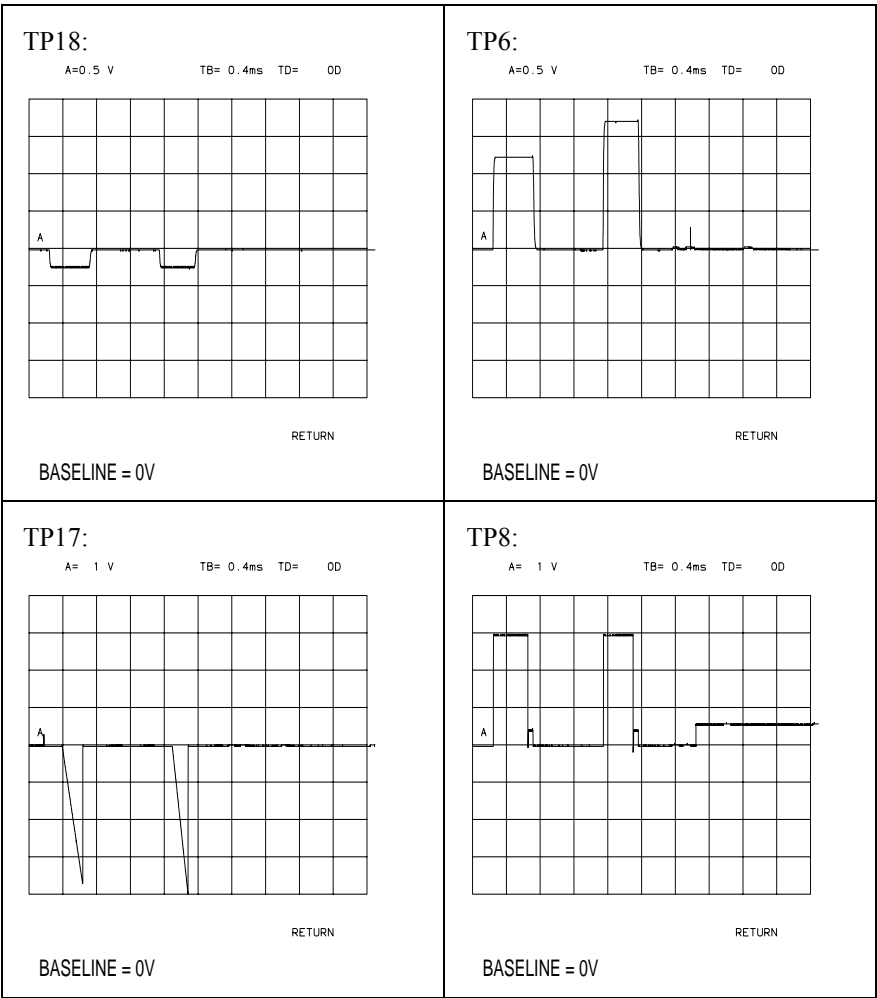 TP18:
A=0.5 V TB= 0.4ms TD= 0D
A
RETURN
BASELINE = 0V
TP6:
A=0.5 V TB= 0.4ms TD= 0D
A
RETURN
BASELINE = 0V
TP17:
A= 1 V TB= 0.4ms TD= 0D
A
RETURN
BASELINE = 0V
TP8:
A= 1 V TB= 0.4ms TD= 0D
A
RETURN
BASELINE = 0V